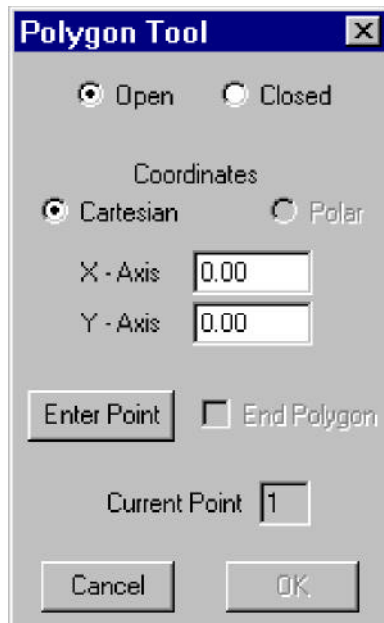 Polygon Tool
Open Closed
Coordinates
Cartesian Polar
X - Axis 0.00
Y - Axis 0.00
Enter Point End Polygon
Current Point 1
Cancel OK